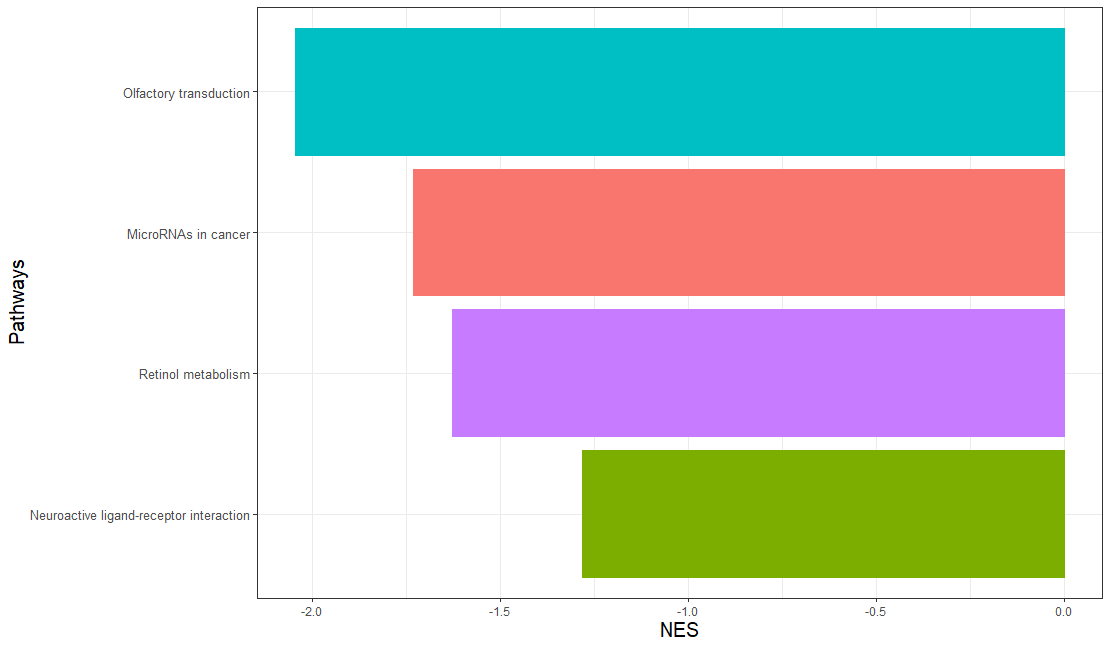 Pathways
Olfactory transduction
MicroRNAs in cancer
Retinol metabolism
Neuroactive ligand-receptor interaction
-2.0 -1.5 -1.0 -0.5 0.0
NES